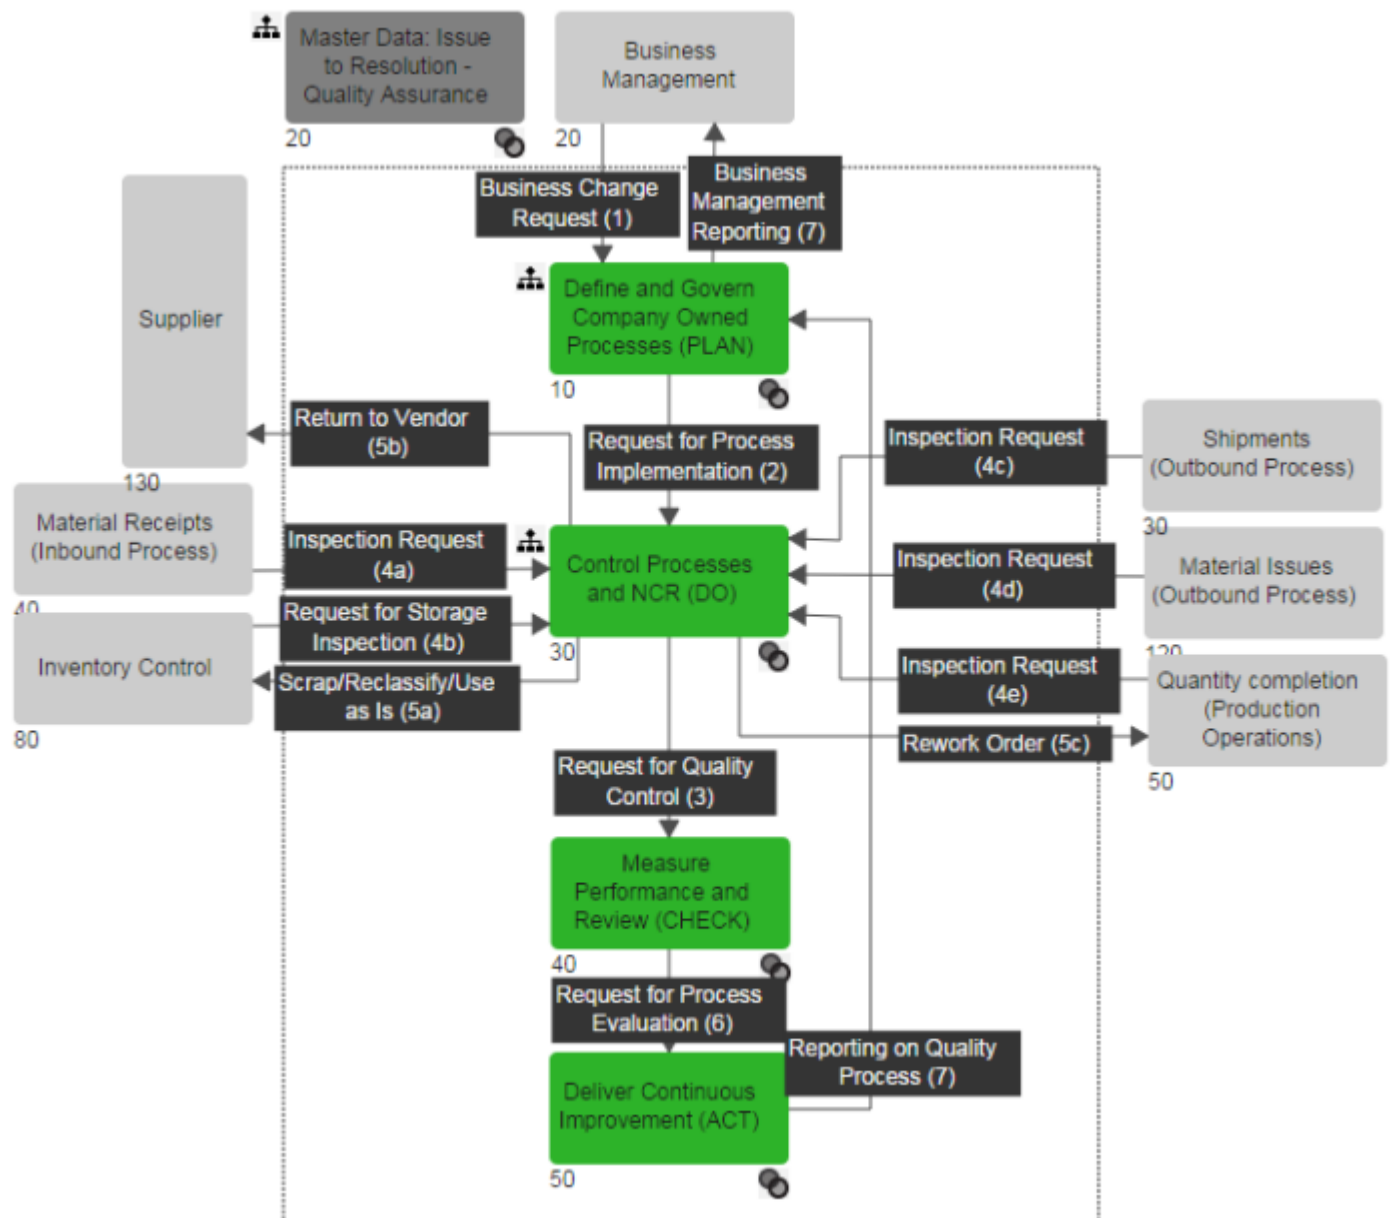 Master Data: Issue
to Resolution -
Quality Assurance
20
Business
Management
20
Business Change
Request (1)
Business
Management
Reporting (7)
Supplier
130
Define and Govern
Company Owned
Processes (PLAN)
10
Return to Vendor
(5b)
Request for Process
Implementation (2)
Inspection Request
(4c)
Shipments
(Outbound Process)
30
Material Receipts
(Inbound Process)
40
Inspection Request
(4a)
Control Processes
and NCR (DO)
30
Inspection Request
(4d)
Material Issues
(Outbound Process)
120
Request for Storage
Inspection (4b)
Inventory Control
80
Scrap/Reclassify/Use
as Is (5a)
Inspection Request
(4e)
Quantity completion
(Production
Operations)
50
Rework Order (5c)
Request for Quality
Control (3)
Measure
Performance and
Review (CHECK)
40
Request for Process
Evaluation (6)
Reporting on Quality
Process (7)
Deliver Continuous
Improvement (ACT)
50